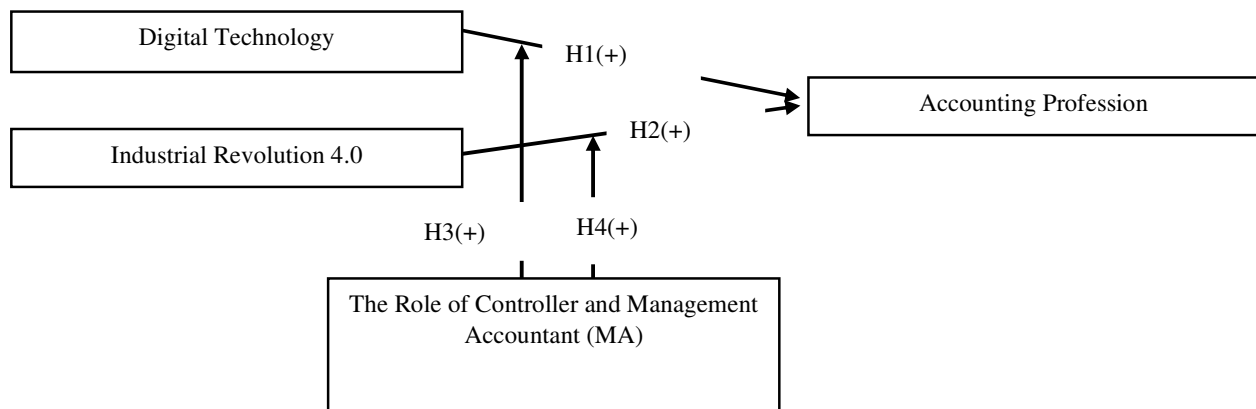 Digital Technology
H1(+)
Accounting Profession
H2(+)
Industrial Revolution 4.0
H3(+)
H4(+)
The Role of Controller and Management
Accountant (MA)